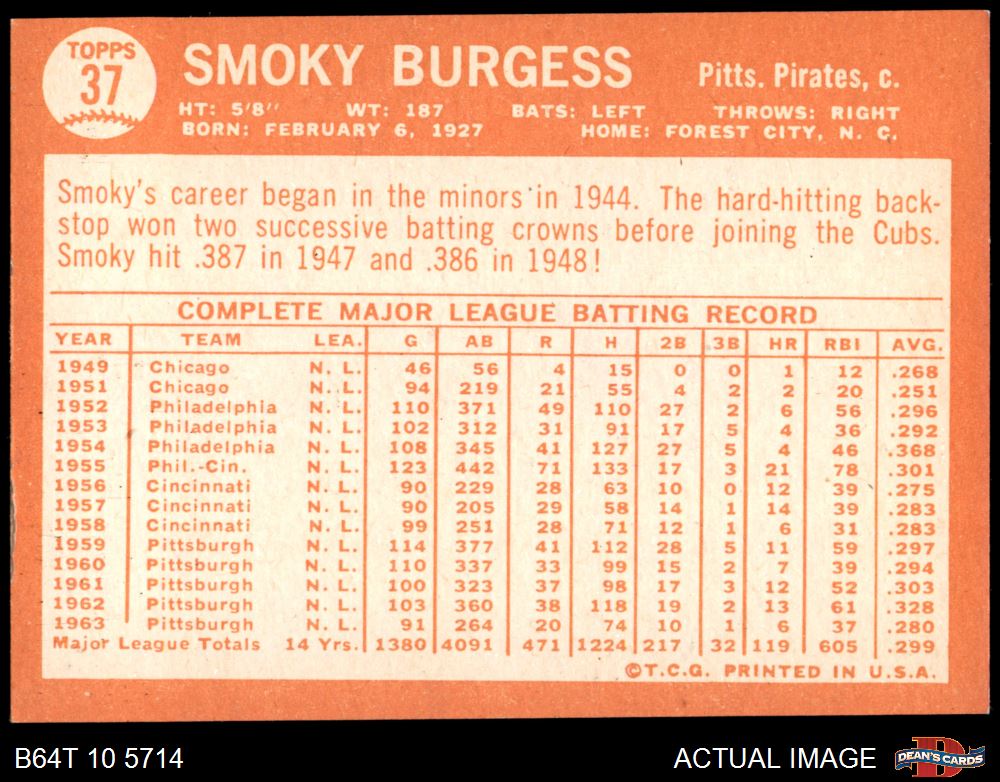 TOPPS
37
SMOKY BURGESS
Pitts. Pirates, c.
HT: 5'8" WT: 187 BATS: LEFT THROWS: RIGHT
BORN: FEBRUARY 6, 1927 HOME: FOREST CITY, N. C.
Smoky's career began in the minors in 1944. The hard-hitting back-
stop won two successive batting crowns before joining the Cubs.
Smoky hit .387 in 1947 and .386 in 1948!
COMPLETE MAJOR LEAGUE BATTING RECORD
YEAR TEAM LEA. G AB R H 2B 3B HR RBI AVG.
1949 Chicago N. L. 46 56 4 15 0 0 1 12 .268
1951 Chicago N. L. 94 219 21 55 4 2 2 20 .251
1952 Philadelphia N. L. 110 371 49 110 27 2 6 56 .296
1953 Philadelphia N. L. 102 312 31 91 17 5 4 36 .292
1954 Philadelphia N. L. 108 345 41 127 27 5 4 46 .368
1955 Phil.-Cin. N. L. 123 442 71 133 17 3 21 78 .301
1956 Cincinnati N. L. 90 229 28 63 10 0 12 39 .275
1957 Cincinnati N. L. 90 205 29 58 14 1 14 39 .283
1958 Cincinnati N. L. 99 251 28 71 12 1 6 31 .283
1959 Pittsburgh N. L. 114 377 41 112 28 5 11 59 .297
1960 Pittsburgh N. L. 110 337 33 99 15 2 7 39 .294
1961 Pittsburgh N. L. 100 323 37 98 17 3 12 52 .303
1962 Pittsburgh N. L. 103 360 38 118 19 2 13 61 .328
1963 Pittsburgh N. L. 91 264 20 74 10 1 6 37 .280
Major League Totals 14 Yrs. 1380 4091 471 1224 217 32 119 605 .299
©T.C.G. PRINTED IN U.S.A.
B64T 10 5714 ACTUAL IMAGE
D
DEAN'S CARDS